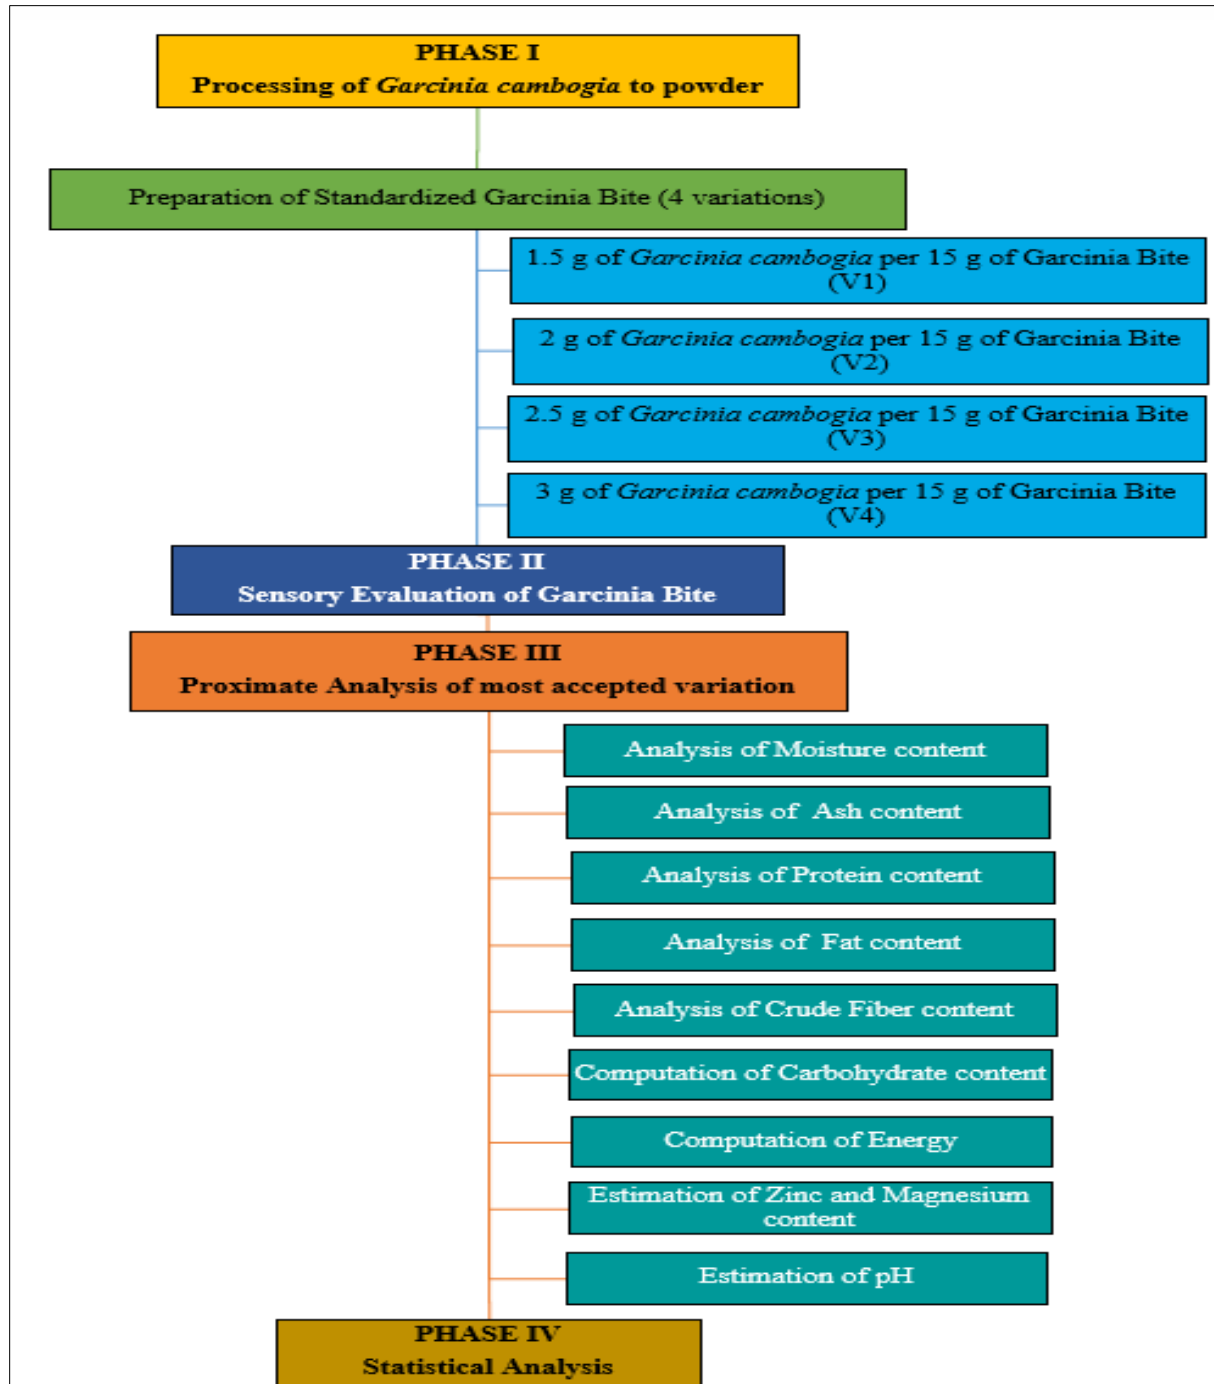 PHASE I
Processing of Garcinia cambogia to powder
Preparation of Standardized Garcinia Bite (4 variations)
1.5 g of Garcinia cambogia per 15 g of Garcinia Bite
(V1)
2 g of Garcinia cambogia per 15 g of Garcinia Bite
(V2)
2.5 g of Garcinia cambogia per 15 g of Garcinia Bite
(V3)
3 g of Garcinia cambogia per 15 g of Garcinia Bite
(V4)
PHASE II
Sensory Evaluation of Garcinia Bite
PHASE III
Proximate Analysis of most accepted variation
Analysis of Moisture content
Analysis of Ash content
Analysis of Protein content
Analysis of Fat content
Analysis of Crude Fiber content
Computation of Carbohydrate content
Computation of Energy
Estimation of Zinc and Magnesium
content
Estimation of pH
PHASE IV
Statistical Analysis